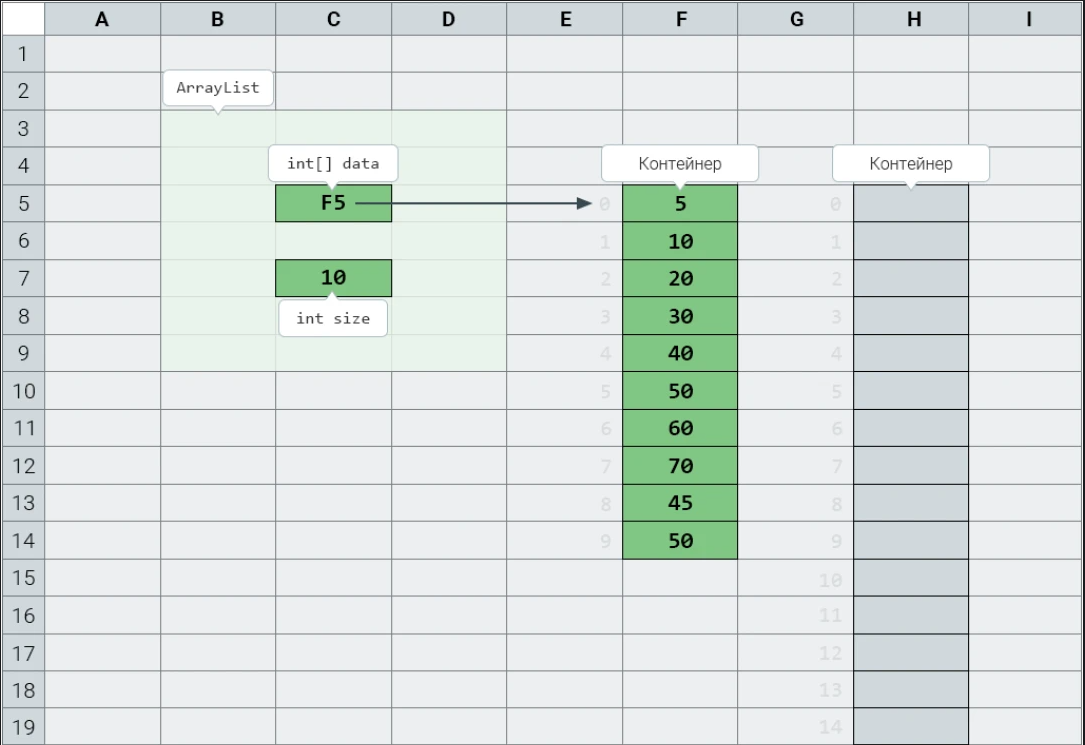 A B C D E F G H I
1
2 ArrayList
3
4 int[] data Контейнер Контейнер
5 F5 0 5 0
6 1 10 1
7 10 2 20 2
8 int size 3 30 3
9 4 40 4
10 5 50 5
11 6 60 6
12 7 70 7
13 8 45 8
14 9 50 9
15 10
16 11
17 12
18 13
19 14